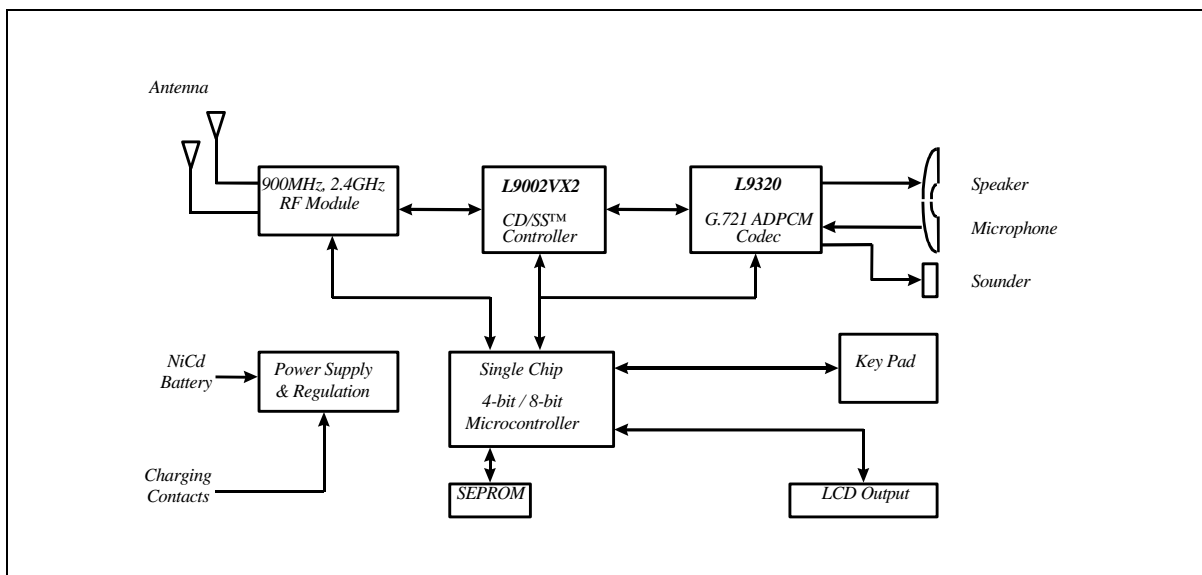 Antenna
900MHz, 2.4GHz
RF Module
L9002VX2
CD/SS™
Controller
L9320
G.721 ADPCM
Codec
Speaker
Microphone
Sounder
NiCd
Battery
Power Supply
& Regulation
Single Chip
4-bit / 8-bit
Microcontroller
Key Pad
Charging
Contacts
SEPROM
LCD Output